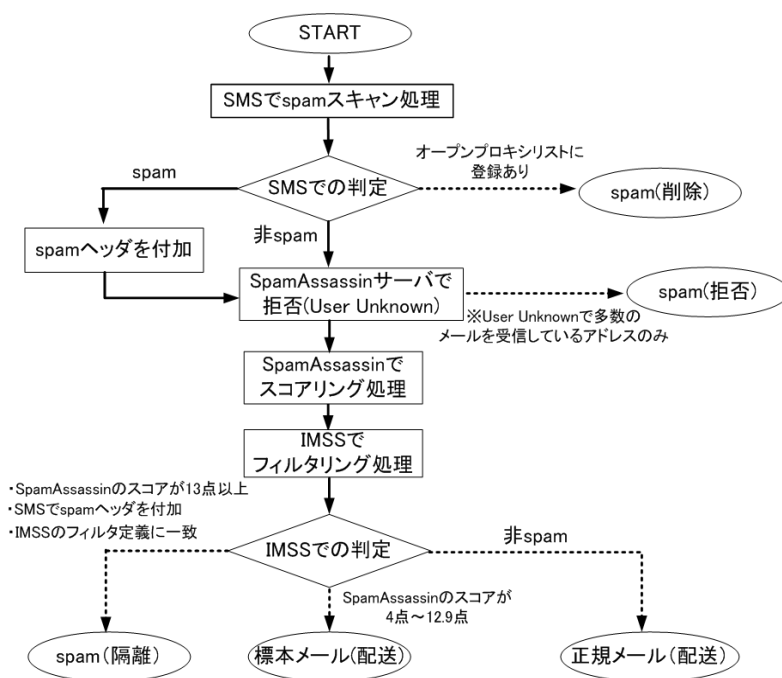 START
SMSでspamスキャン処理
オープンプロキシリストに
登録あり
spam
SMSでの判定
spam(削除)
非spam
spamヘッダを付加
SpamAssassinサーバで
拒否(User Unknown)
spam(拒否)
※User Unknownで多数の
メールを受信しているアドレスのみ
SpamAssassinで
スコアリング処理
IMSSで
フィルタリング処理
・SpamAssassinのスコアが13点以上
・SMSでspamヘッダを付加
・IMSSのフィルタ定義に一致
IMSSでの判定
非spam
SpamAssassinのスコアが
4点～12.9点
spam(隔離)
標本メール(配送)
正規メール(配送)